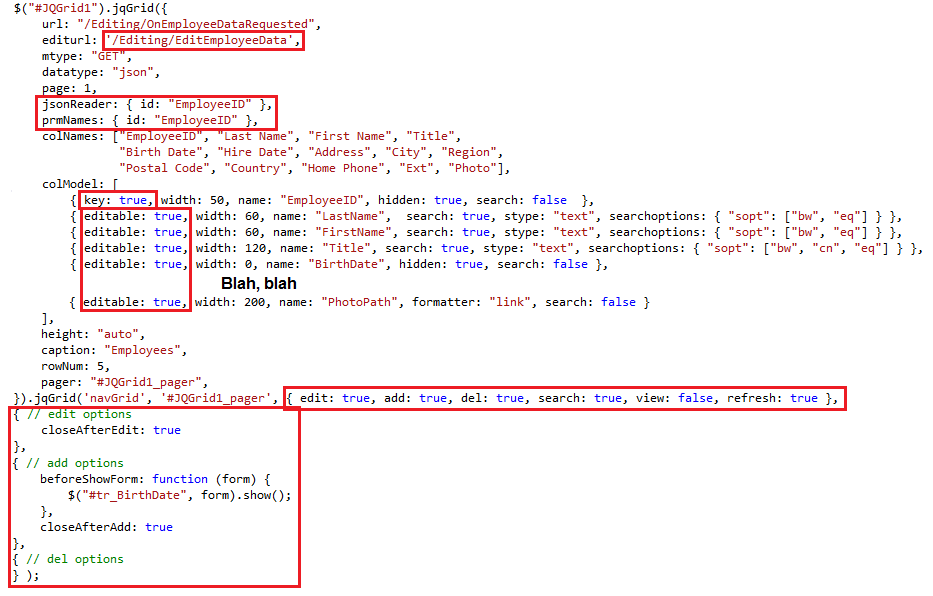 $("#JQGrid1").jqGrid({
url: "/Editing/OnEmployeeDataRequested",
editurl: '/Editing/EditEmployeeData',
mtype: "GET",
datatype: "json",
page: 1,
jsonReader: { id: "EmployeeID" },
prmNames: { id: "EmployeeID" },
colNames: ["EmployeeID", "Last Name", "First Name", "Title",
"Birth Date", "Hire Date", "Address", "City", "Region",
"Postal Code", "Country", "Home Phone", "Ext", "Photo"],
colModel: [
{ key: true, width: 50, name: "EmployeeID", hidden: true, search: false },
{ editable: true, width: 60, name: "LastName", search: true, stype: "text", searchoptions: { "sopt": ["bw", "eq"] } },
{ editable: true, width: 60, name: "FirstName", search: true, stype: "text", searchoptions: { "sopt": ["bw", "eq"] } },
{ editable: true, width: 120, name: "Title", search: true, stype: "text", searchoptions: { "sopt": ["bw", "cn", "eq"] } },
{ editable: true, width: 0, name: "BirthDate", hidden: true, search: false },
Blah, blah
{ editable: true, width: 200, name: "PhotoPath", formatter: "link", search: false }
],
height: "auto",
caption: "Employees",
rowNum: 5,
pager: "#JQGrid1_pager",
}).jqGrid('navGrid', '#JQGrid1_pager', { edit: true, add: true, del: true, search: true, view: false, refresh: true },
{ // edit options
closeAfterEdit: true
},
{ // add options
beforeShowForm: function (form) {
$("#tr_BirthDate", form).show();
},
closeAfterAdd: true
},
{ // del options
} );